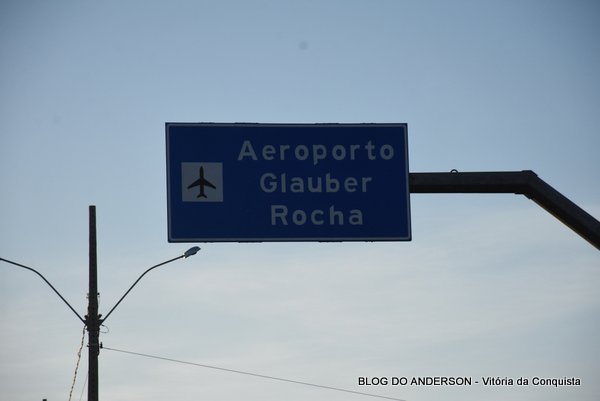 Aeroporto
Glauber
Rocha
BLOG DO ANDERSON - Vitória da Conquista